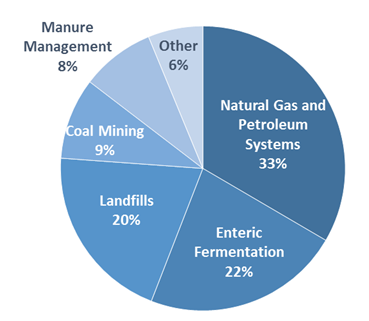 Manure
Management
8%
Other
6%
Natural Gas and
Petroleum
Systems
33%
Coal Mining
9%
Landfills
20%
Enteric
Fermentation
22%